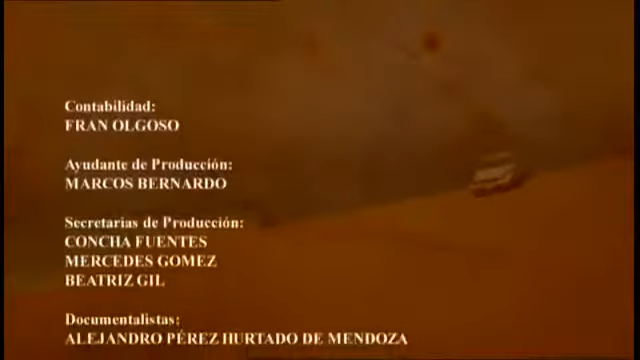 Contabilidad:
FRAN OLGOSO
Ayudante de Producción:
MARCOS BERNARDO
Secretarias de Producción:
CONCHA FUENTES
MERCEDES GOMEZ
BEATRIZ GIL
Documentalistas:
ALEJANDRO PÉREZ HURTADO DE MENDOZA